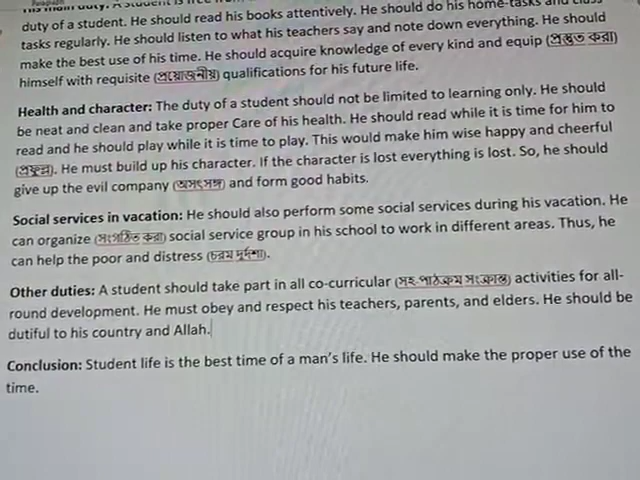 His main duty: A student is free from
duty of a student. He should read his books attentively. He should do his home-tasks and class
tasks regularly. He should listen to what his teachers say and note down everything. He should
make the best use of his time. He should acquire knowledge of every kind and equip (প্রস্তুত করা)
himself with requisite (প্রয়োজনীয়) qualifications for his future life.
Health and character: The duty of a student should not be limited to learning only. He should
be neat and clean and take proper Care of his health. He should read while it is time for him to
read and he should play while it is time to play. This would make him wise happy and cheerful
(প্রফুল্ল). He must build up his character. If the character is lost everything is lost. So, he should
give up the evil company (অসৎসঙ্গ) and form good habits.
Social services in vacation: He should also perform some social services during his vacation. He
can organize (সংগঠিত করা) social service group in his school to work in different areas. Thus, he
can help the poor and distress (চরম দুর্দশা).
Other duties: A student should take part in all co-curricular (সহ-পাঠক্রম সংক্রান্ত) activities for all-
round development. He must obey and respect his teachers, parents, and elders. He should be
dutiful to his country and Allah.
Conclusion: Student life is the best time of a man's life. He should make the proper use of the
time.